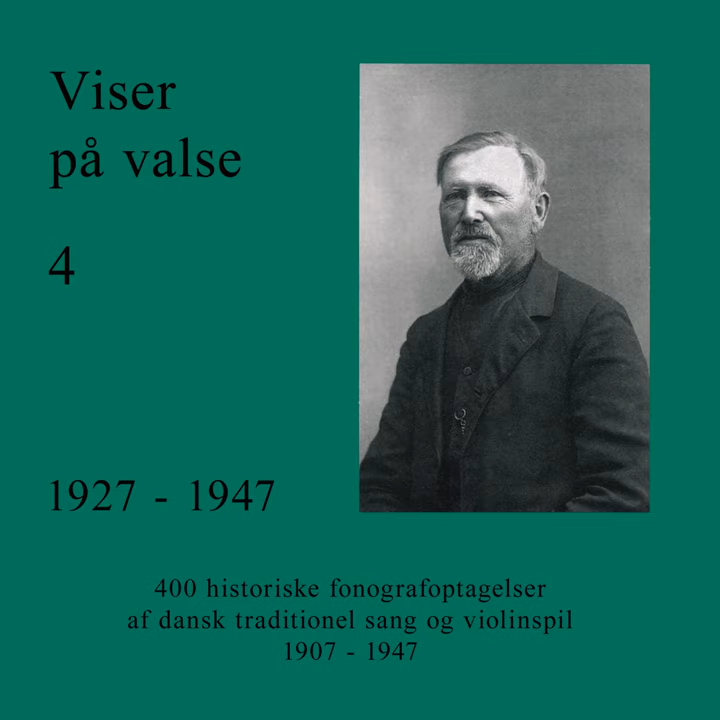 Viser
på valse
4
1927 - 1947
400 historiske fonografoptagelser
af dansk traditionel sang og violinspil
1907 - 1947